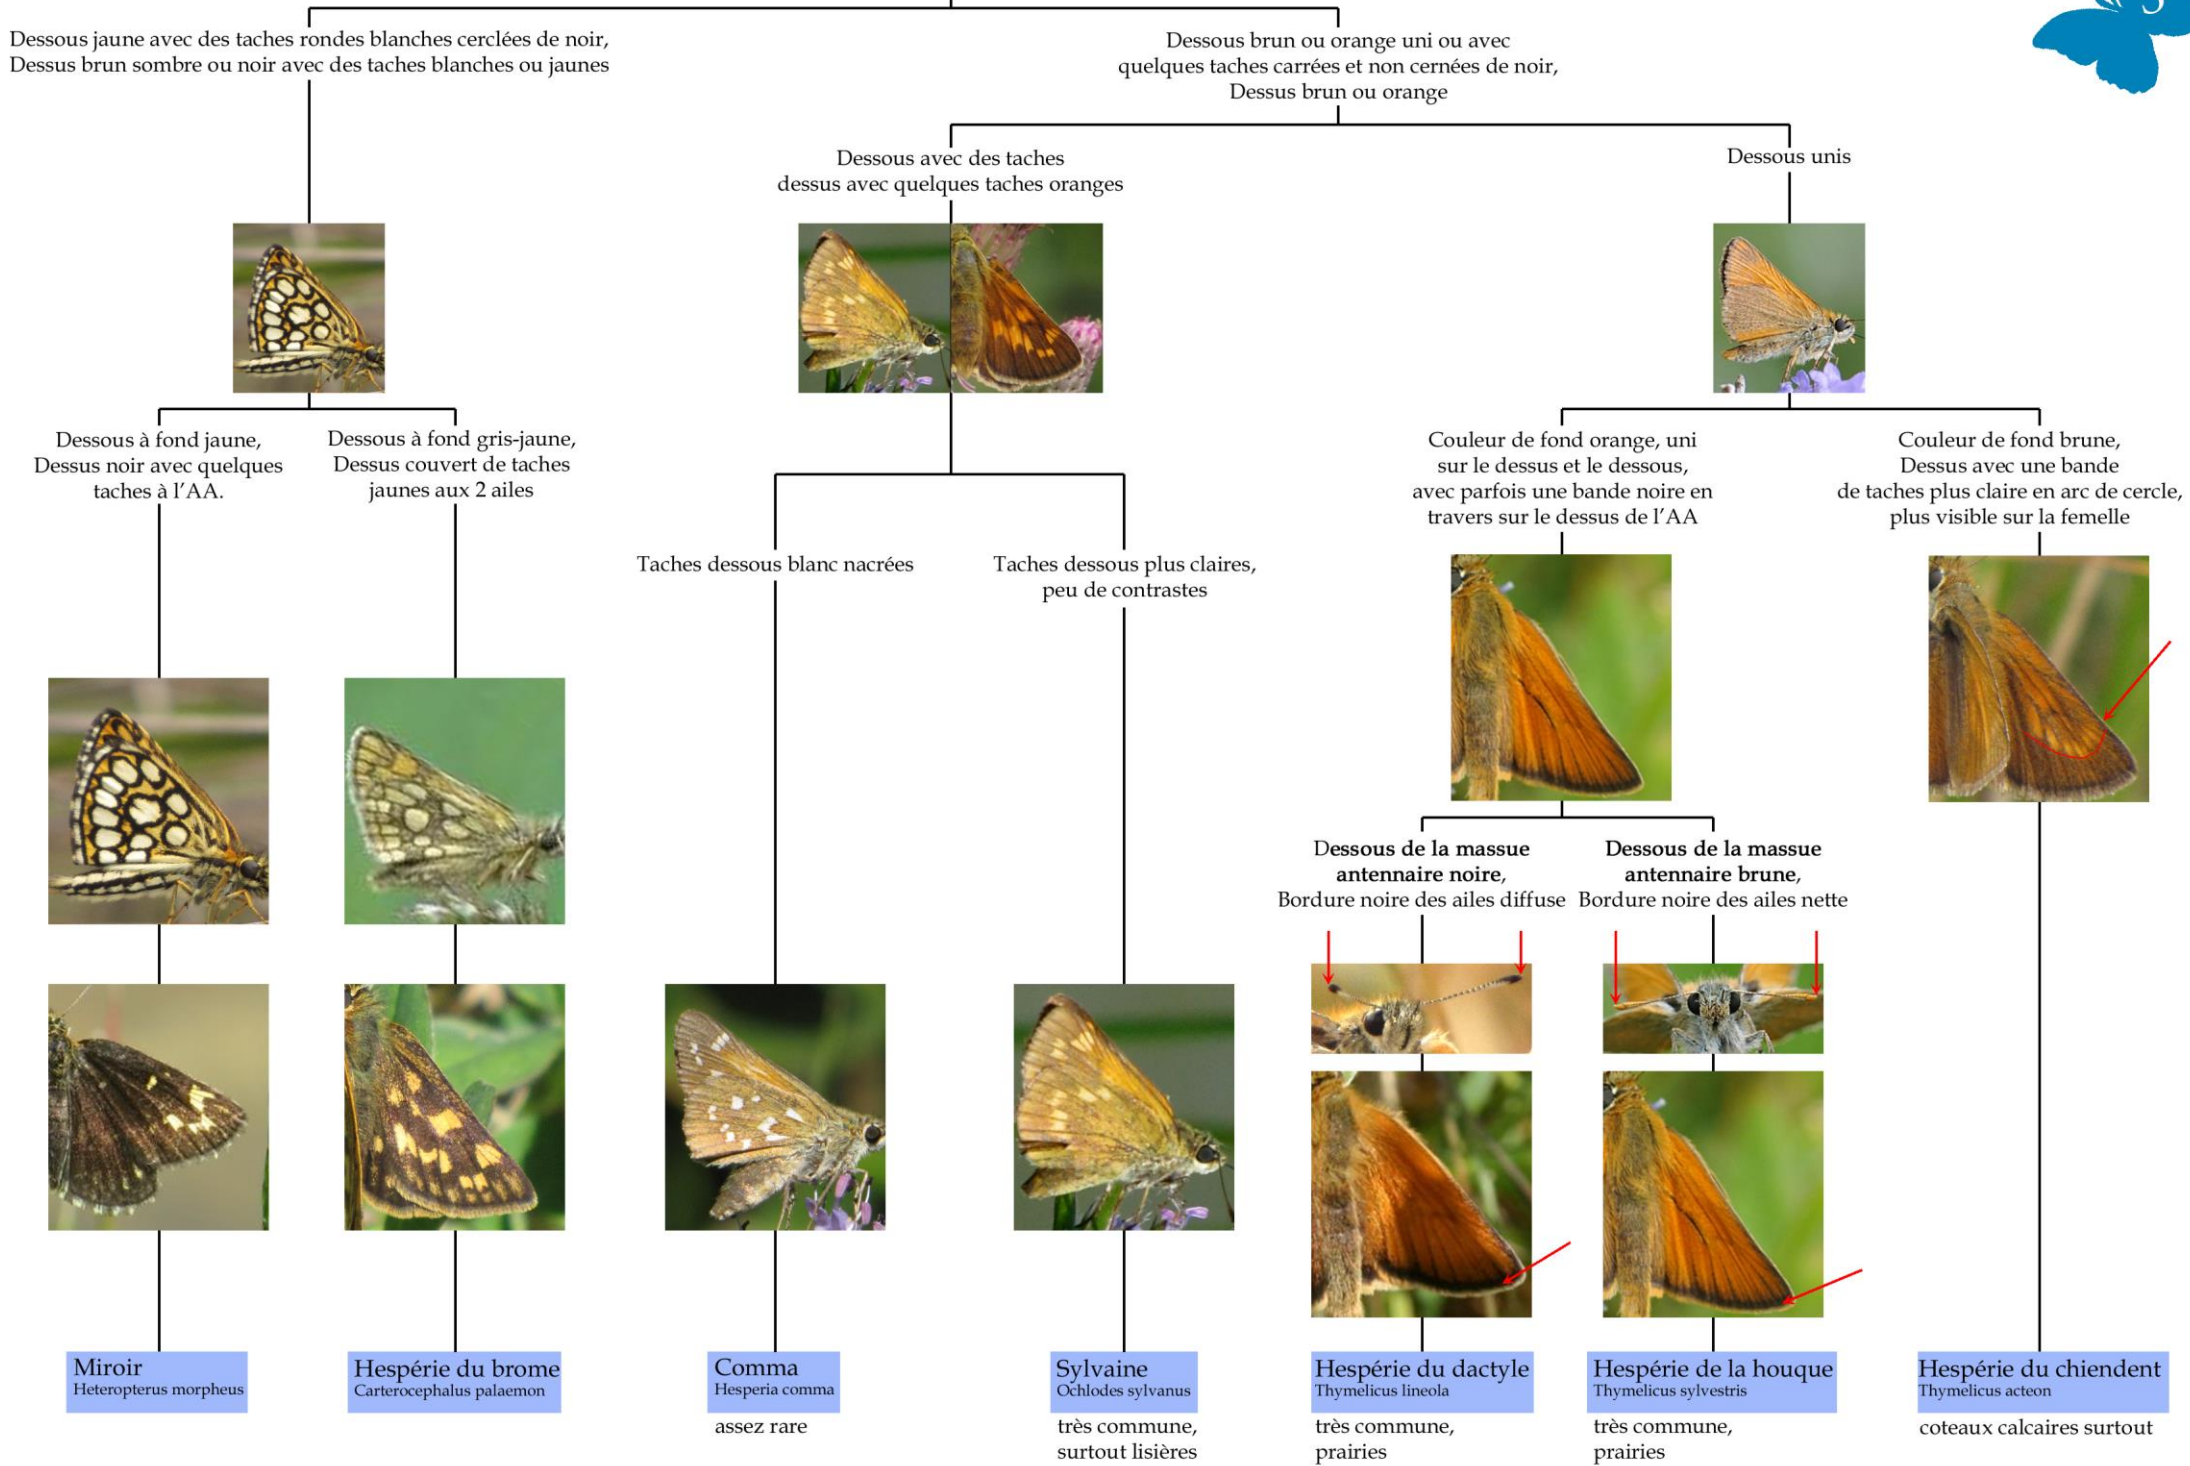 Dessous jaune avec des taches rondes blanches cerclées de noir,
Dessus brun sombre ou noir avec des taches blanches ou jaunes
Dessous brun ou orange uni ou avec
quelques taches carrées et non cernées de noir,
Dessus brun ou orange
Dessous avec des taches
dessus avec quelques taches oranges
Dessous unis
Dessous à fond jaune,
Dessus noir avec quelques
taches à l'AA.
Dessous à fond gris-jaune,
Dessus couvert de taches
jaunes aux 2 ailes
Couleur de fond orange, uni
sur le dessus et le dessous,
avec parfois une bande noire en
travers sur le dessus de l'AA
Couleur de fond brune,
Dessus avec une bande
de taches plus claire en arc de cercle,
plus visible sur la femelle
Taches dessous blanc nacrées
Taches dessous plus claires,
peu de contrastes
Dessous de la massue
antennaire noire,
Bordure noire des ailes diffuse
Dessous de la massue
antennaire brune,
Bordure noire des ailes nette
Miroir
Heteropterus morpheus
Hespérie du brome
Carterocephalus palaemon
Comma
Hesperia comma
assez rare
Sylvaine
Ochlodes sylvanus
très commune,
surtout lisières
Hespérie du dactyle
Thymelicus lineola
très commune,
prairies
Hespérie de la houque
Thymelicus sylvestris
très commune,
prairies
Hespérie du chiendent
Thymelicus acteon
coteaux calcaires surtout